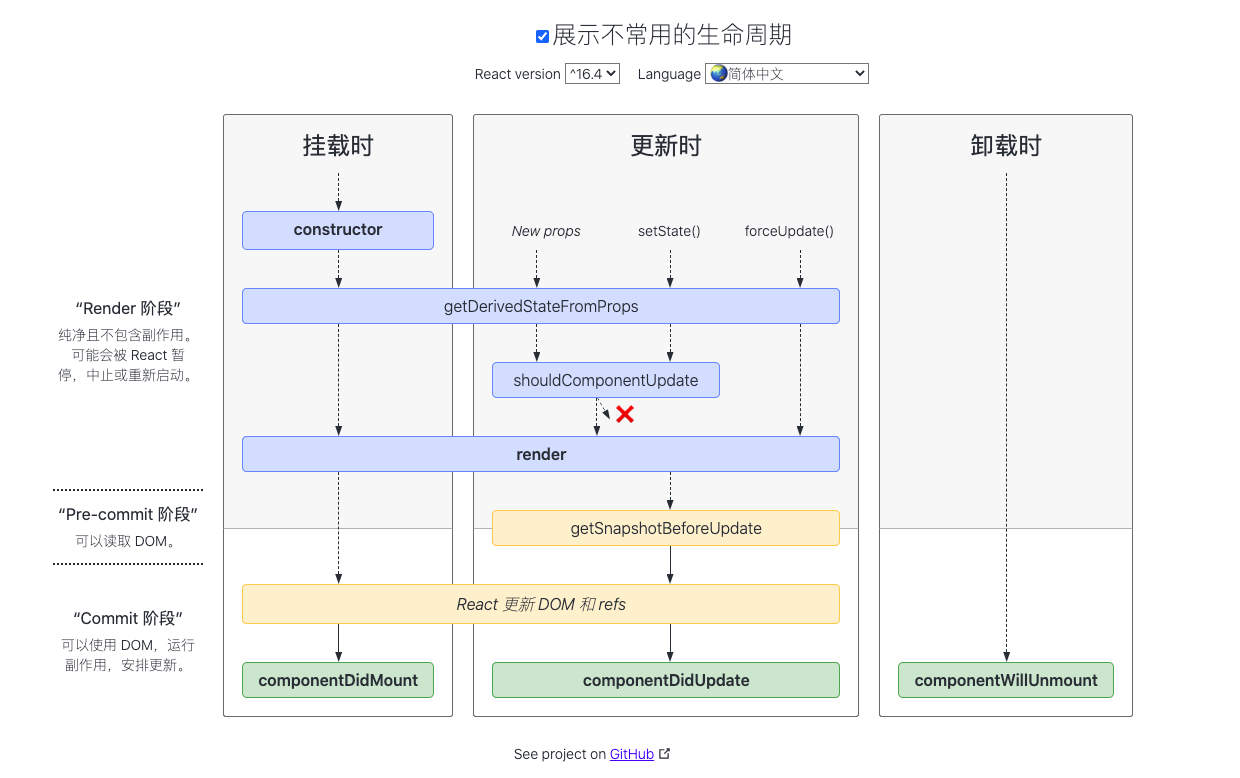 展示不常用的生命周期
React version ^16.4 Language 简体中文
挂载时
更新时
卸载时
constructor
New props
setState()
forceUpdate()
“Render 阶段”
纯净且不包含副作用。
可能会被 React 暂
停，中止或重新启动。
getDerivedStateFromProps
shouldComponentUpdate
render
“Pre-commit 阶段”
可以读取 DOM。
getSnapshotBeforeUpdate
“Commit 阶段”
可以使用 DOM，运行
副作用，安排更新。
React 更新 DOM 和 refs
componentDidMount
componentDidUpdate
componentWillUnmount
See project on GitHub